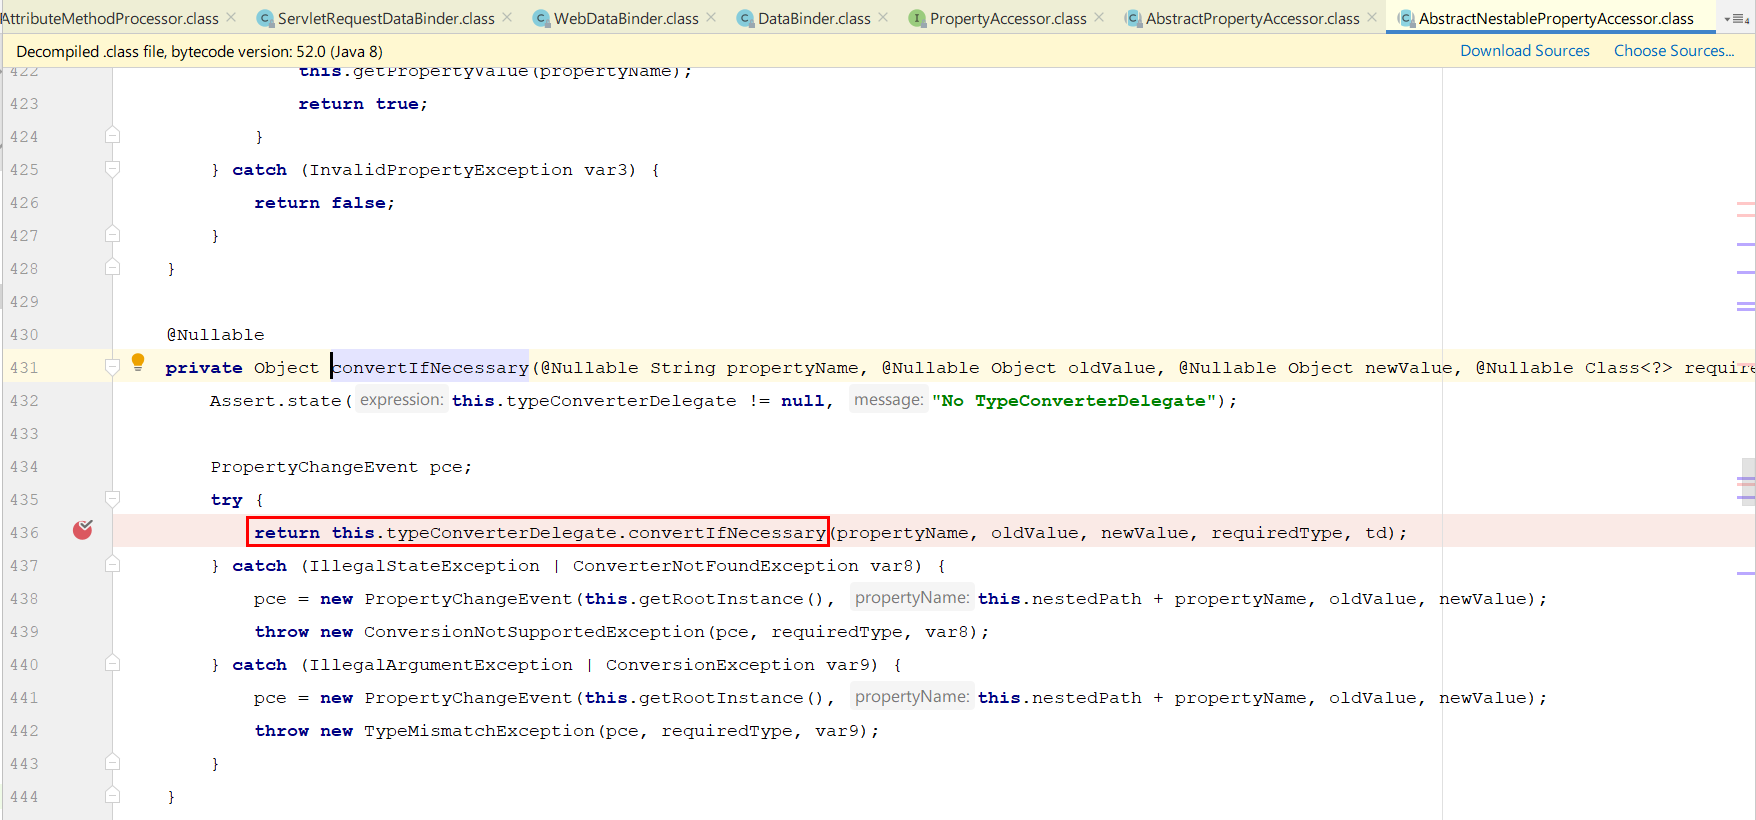 AttributeMethodProcessor.class ServletRequestDataBinder.class WebDataBinder.class DataBinder.class PropertyAccessor.class AbstractPropertyAccessor.class AbstractNestablePropertyAccessor.class 4
Decompiled .class file, bytecode version: 52.0 (Java 8) Download Sources Choose Sources...
422 this.getPropertyValue(propertyName);
423 return true;
424 }
425 } catch (InvalidPropertyException var3) {
426 return false;
427 }
428 }
429
430 @Nullable
431 private Object convertIfNecessary(@Nullable String propertyName, @Nullable Object oldValue, @Nullable Object newValue, @Nullable Class<?> require
432 Assert.state( expression: this.typeConverterDelegate != null, message: "No TypeConverterDelegate");
433
434 PropertyChangeEvent pce;
435 try {
436 return this.typeConverterDelegate.convertIfNecessary(propertyName, oldValue, newValue, requiredType, td);
437 } catch (IllegalStateException | ConverterNotFoundException var8) {
438 pce = new PropertyChangeEvent(this.getRootInstance(), propertyName: this.nestedPath + propertyName, oldValue, newValue);
439 throw new ConversionNotSupportedException(pce, requiredType, var8);
440 } catch (IllegalArgumentException | ConversionException var9) {
441 pce = new PropertyChangeEvent(this.getRootInstance(), propertyName: this.nestedPath + propertyName, oldValue, newValue);
442 throw new TypeMismatchException(pce, requiredType, var9);
443 }
444 }